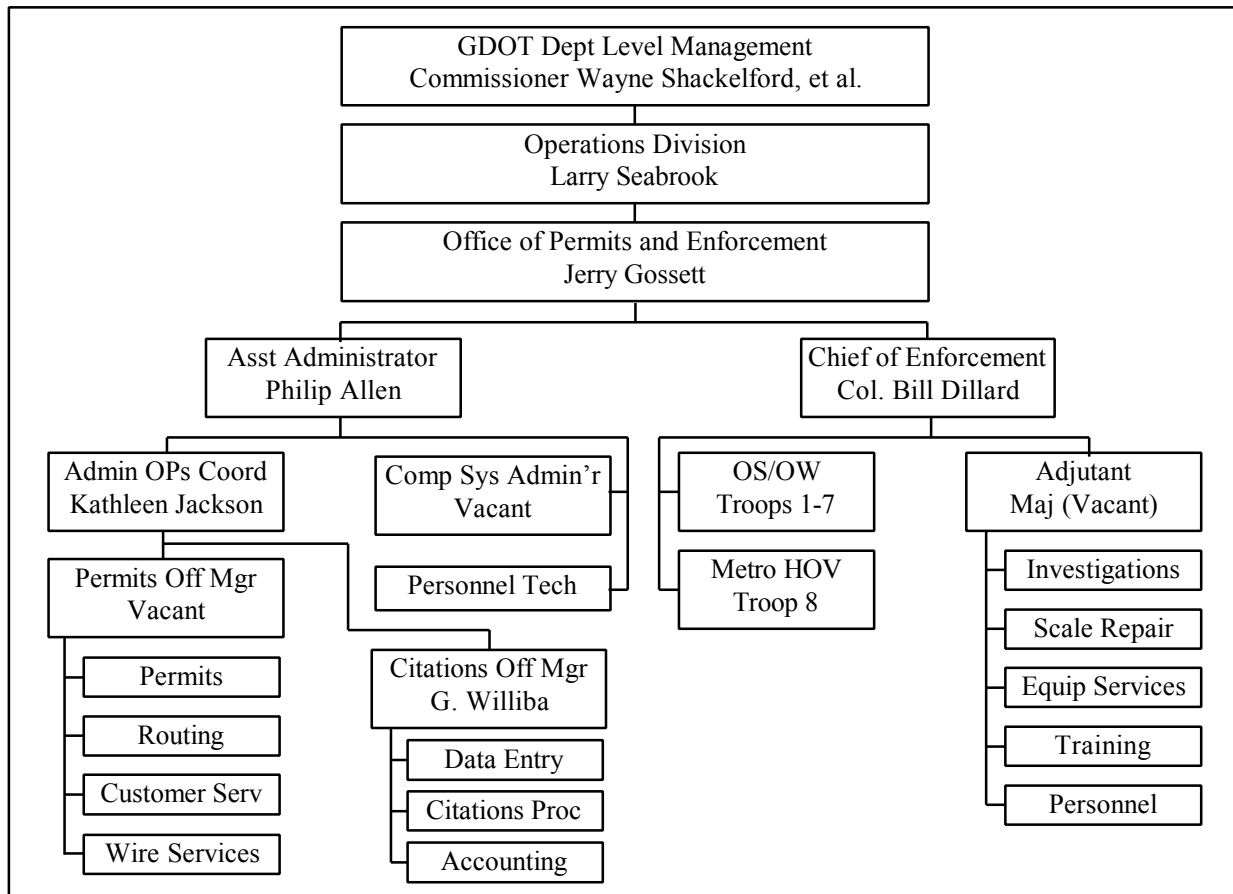 GDOT Dept Level Management
Commissioner Wayne Shackelford, et al.
Operations Division
Larry Seabrook
Office of Permits and Enforcement
Jerry Gossett
Asst Administrator
Philip Allen
Chief of Enforcement
Col. Bill Dillard
Admin OPs Coord
Kathleen Jackson
Comp Sys Admin’r
Vacant
OS/OW
Troops 1-7
Adjutant
Maj (Vacant)
Permits Off Mgr
Vacant
Personnel Tech
Metro HOV
Troop 8
Investigations
Scale Repair
Equip Services
Training
Personnel
Permits
Routing
Customer Serv
Wire Services
Citations Off Mgr
G. Williba
Data Entry
Citations Proc
Accounting